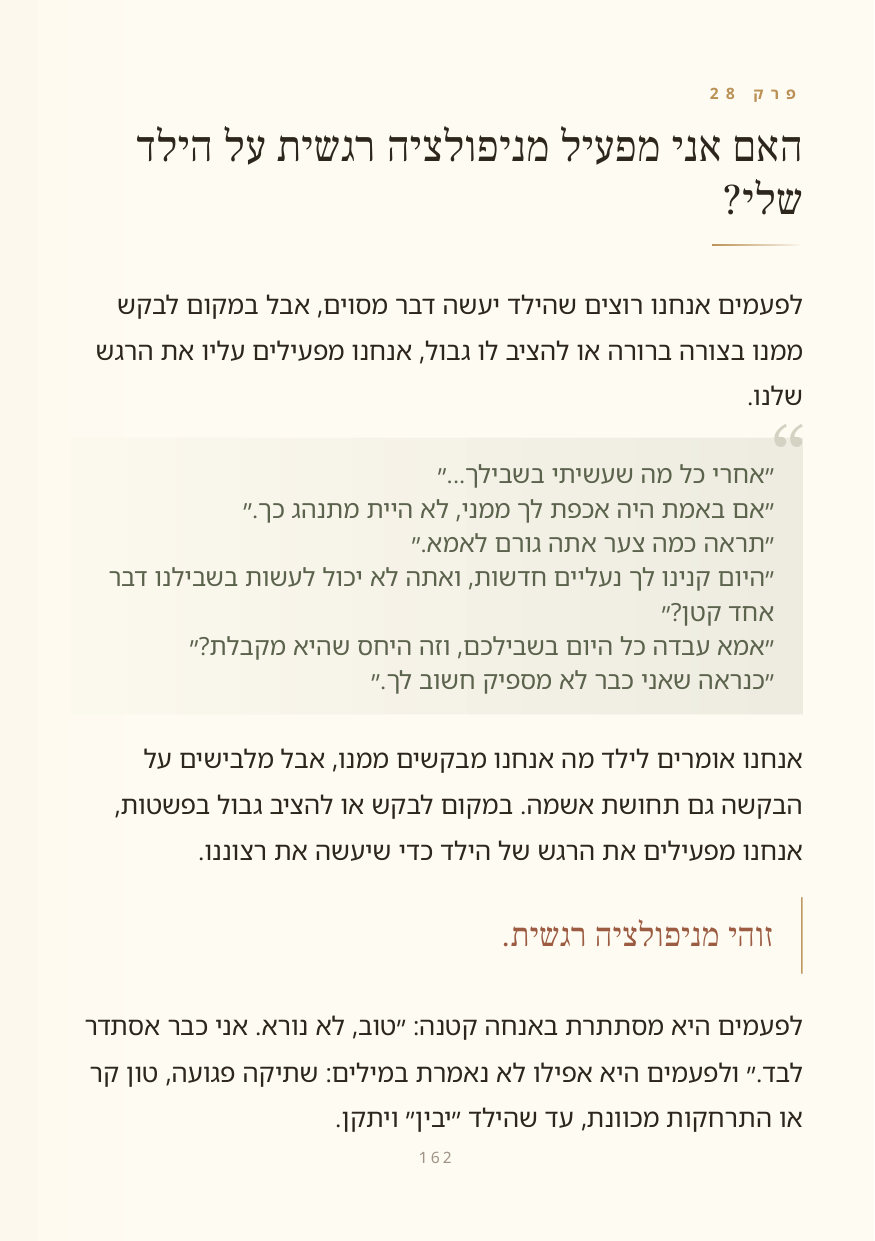 פרק 28
האם אני מפעיל מניפולציה רגשית על הילד
שלי?
לפעמים אנחנו רוצים שהילד יעשה דבר מסוים, אבל במקום לבקש
ממנו בצורה ברורה או להציב לו גבול, אנחנו מפעילים עליו את הרגש
שלנו.
“
״אחרי כל מה שעשיתי בשבילך...״
״אם באמת היה אכפת לך ממני, לא היית מתנהג כך.״
״תראה כמה צער אתה גורם לאמא.״
״היום קנינו לך נעליים חדשות, ואתה לא יכול לעשות בשבילנו דבר
אחד קטן?״
״אמא עבדה כל היום בשבילכם, וזה היחס שהיא מקבלת?״
״כנראה שאני כבר לא מספיק חשוב לך.״
אנחנו אומרים לילד מה אנחנו מבקשים ממנו, אבל מלבישים על
הבקשה גם תחושת אשמה. במקום לבקש או להציב גבול בפשטות,
אנחנו מפעילים את הרגש של הילד כדי שיעשה את רצוננו.
זוהי מניפולציה רגשית.
לפעמים היא מסתתרת באנחה קטנה: ״טוב, לא נורא. אני כבר אסתדר
לבד.״ ולפעמים היא אפילו לא נאמרת במילים: שתיקה פגועה, טון קר
או התרחקות מכוונת, עד שהילד ״יבין״ ויתקן.
162